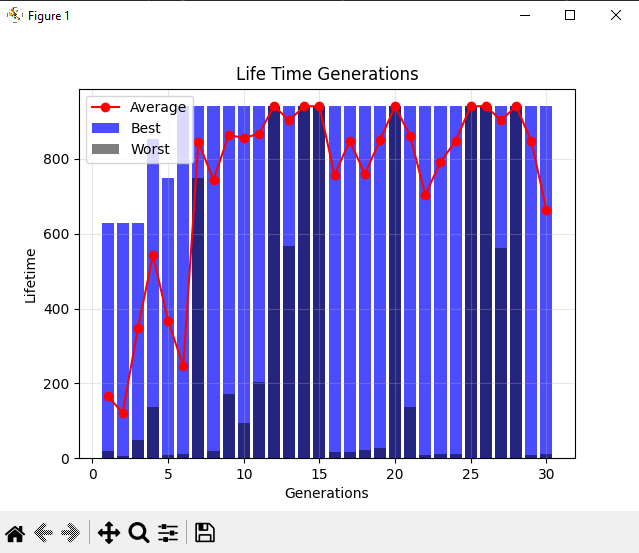 Figure 1
Life Time Generations
Average
Best
Worst
Lifetime
800
600
400
200
0
0 5 10 15 20 25 30
Generations